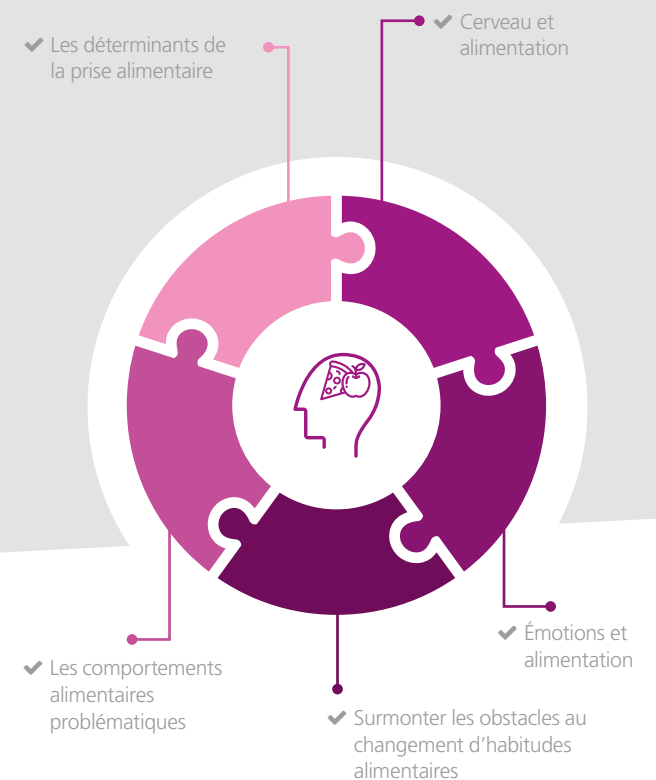 Les déterminants de
la prise alimentaire
Cerveau et
alimentation
Émotions et
alimentation
Les comportements
alimentaires
problématiques
Surmonter les obstacles au
changement d’habitudes
alimentaires